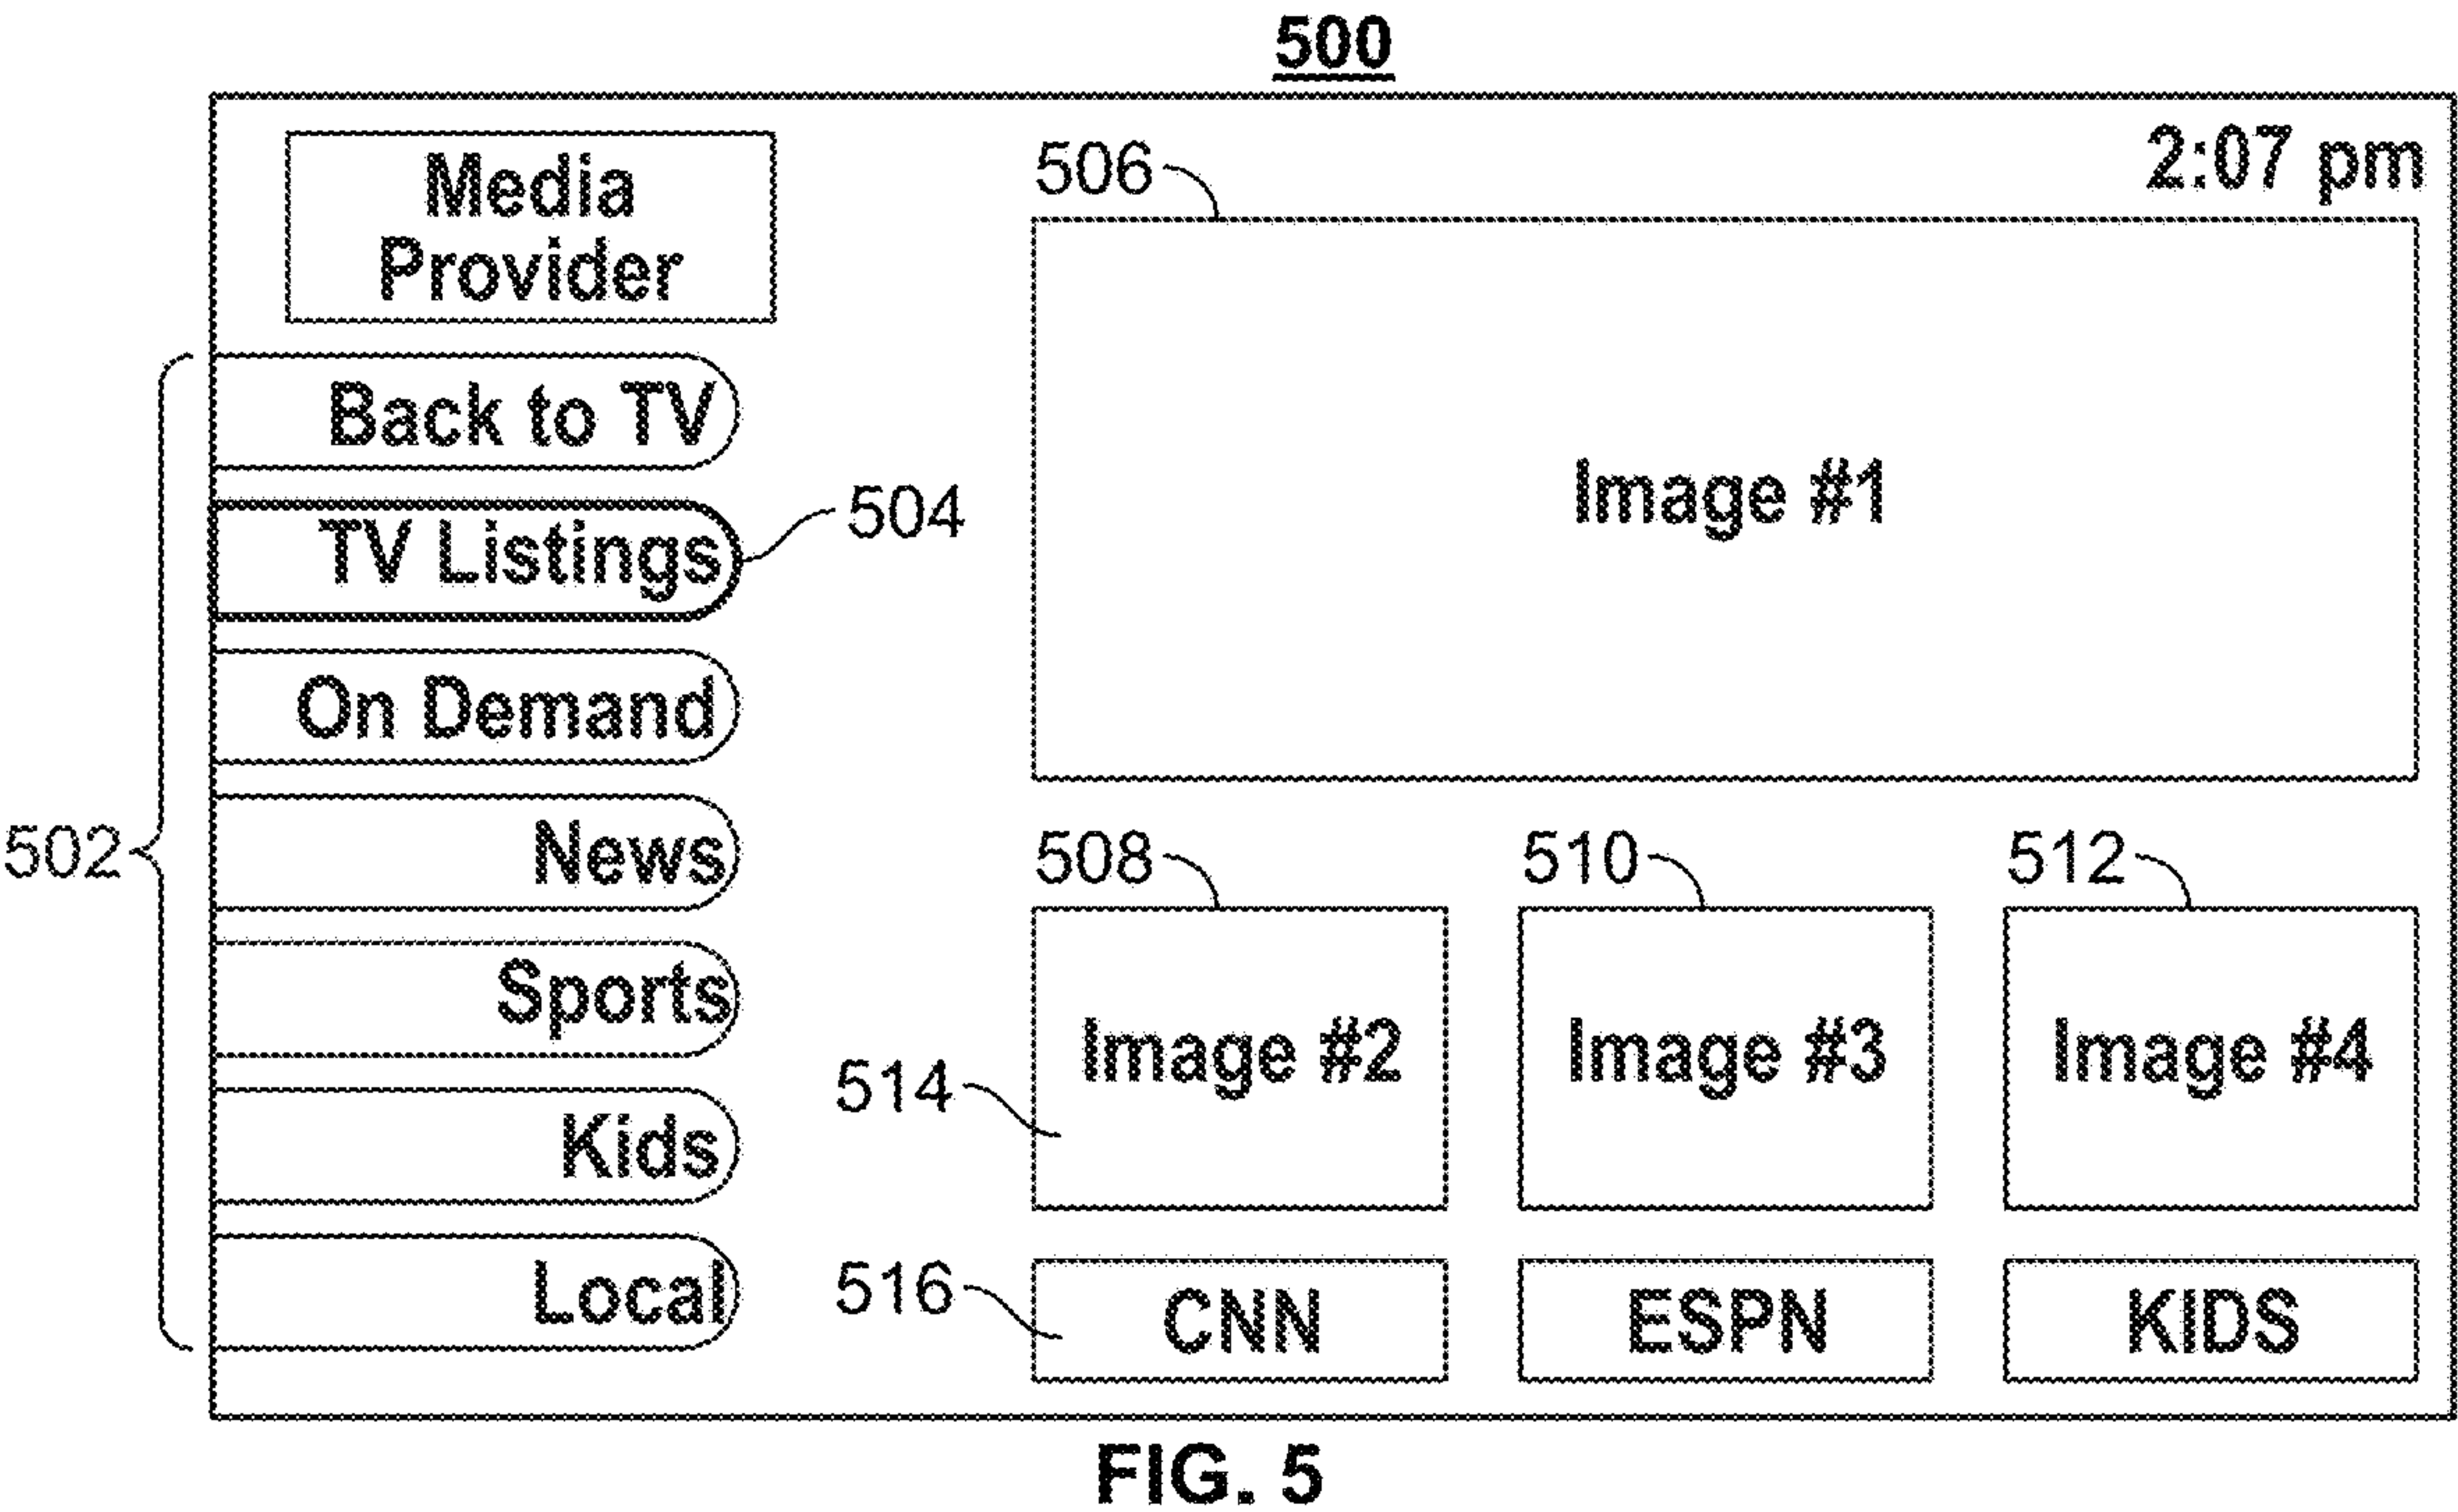 500
2:07 pm
Media
Provider
506
Back to TV
TV Listings
504
Image #1
On Demand
502
News
508
510
512
Sports
Image #2
Image #3
Image #4
514
Kids
Local
516
CNN
ESPN
KIDS
FIG. 5